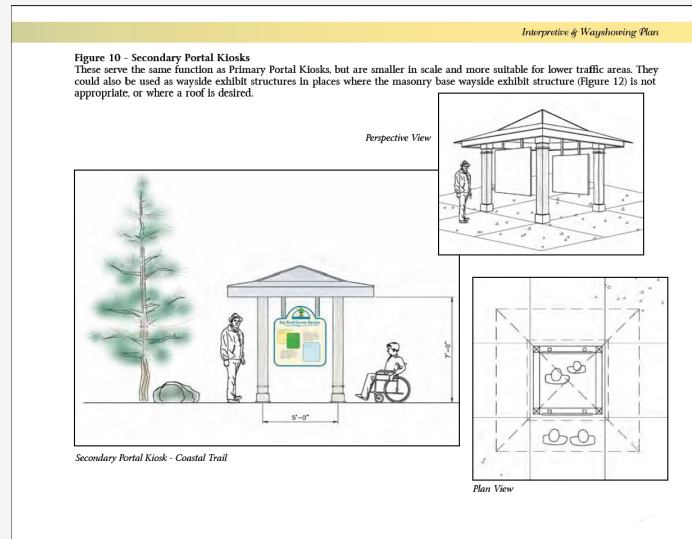 Interpretive & Wayshowing Plan
Figure 10 - Secondary Portal Kiosks
These serve the same function as Primary Portal Kiosks, but are smaller in scale and more suitable for lower traffic areas. They
could also be used as wayside exhibit structures in places where the masonry base wayside exhibit structure (Figure 12) is not
appropriate, or where a roof is desired.
Perspective View
7'-0"
5'-0"
Secondary Portal Kiosk - Coastal Trail
Plan View